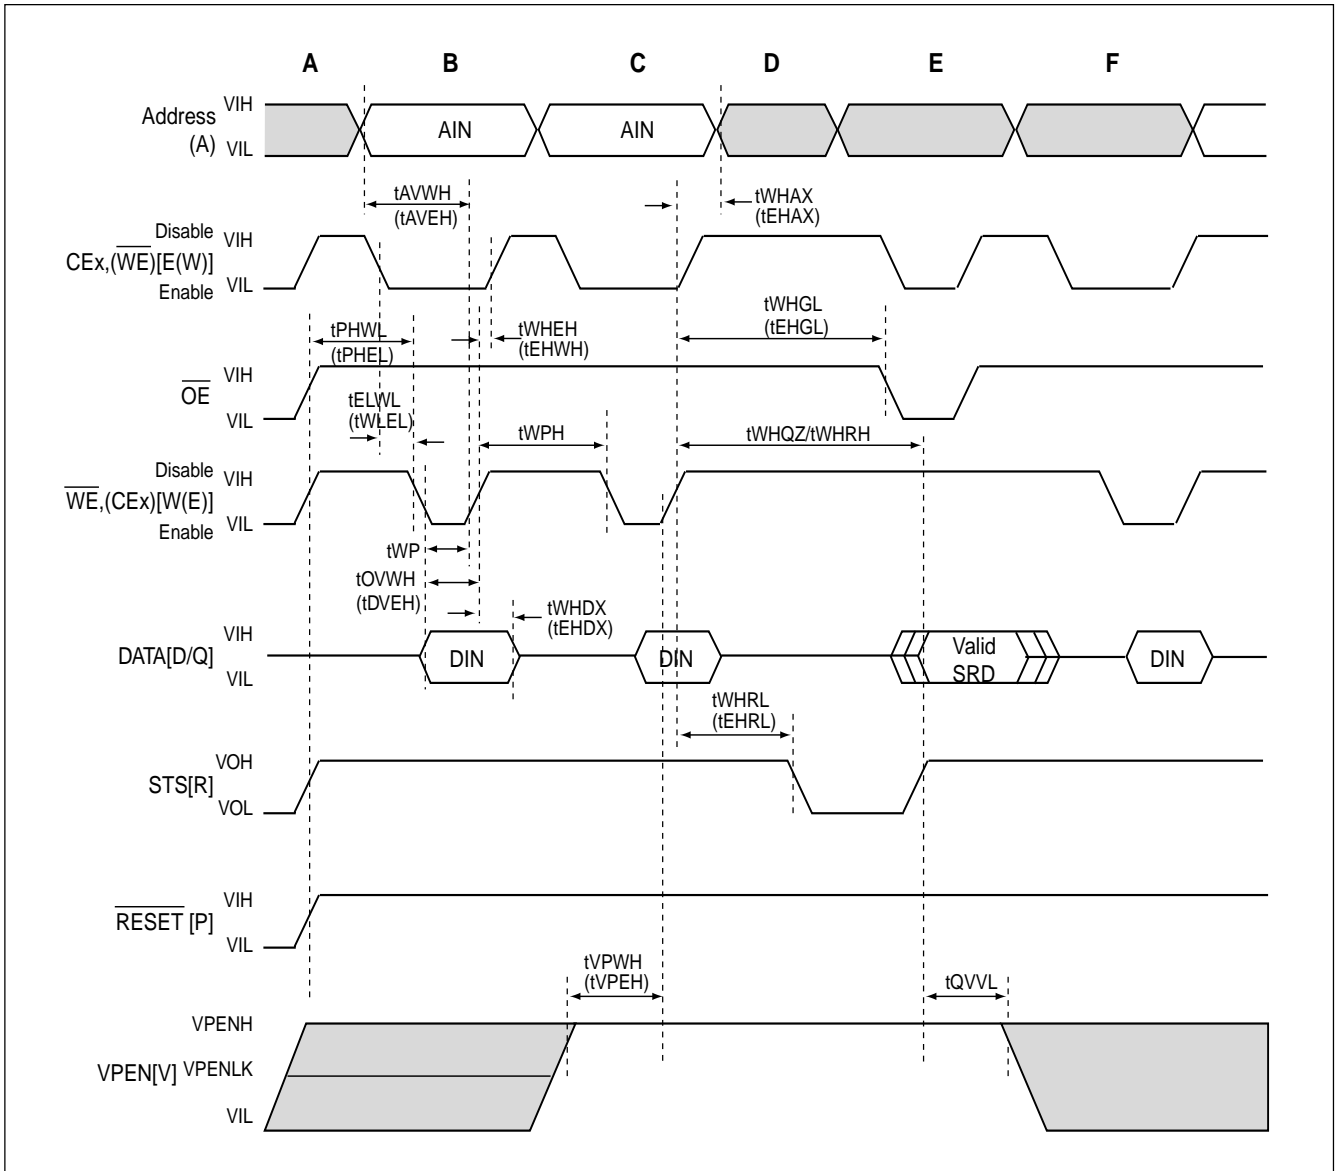 A B C D E F
Address
(A)
VIH
VIL
AIN AIN
tAVWH
(tAVEH)
tWHAX
(tEHAX)
Disable
CEx,(WE)[E(W)]
Enable
VIH
VIL
tPHWL
(tPHEL)
tWHEH
(tEHWH)
tWHGL
(tEHGL)
OE
VIH
VIL
tELWL
(tWLEL)
tWPH
tWHQZ/tWHRH
Disable
WE,(CEx)[W(E)]
Enable
VIH
VIL
tWP
tOVWH
(tDVEH)
tWHDX
(tEHDX)
DATA[D/Q]
VIH
VIL
DIN DIN
Valid
SRD
DIN
tWHRL
(tEHRL)
STS[R]
VOH
VOL
RESET [P]
VIH
VIL
tVPWH
(tVPEH)
tQVVL
VPEN[V]
VPENH
VPENLK
VIL